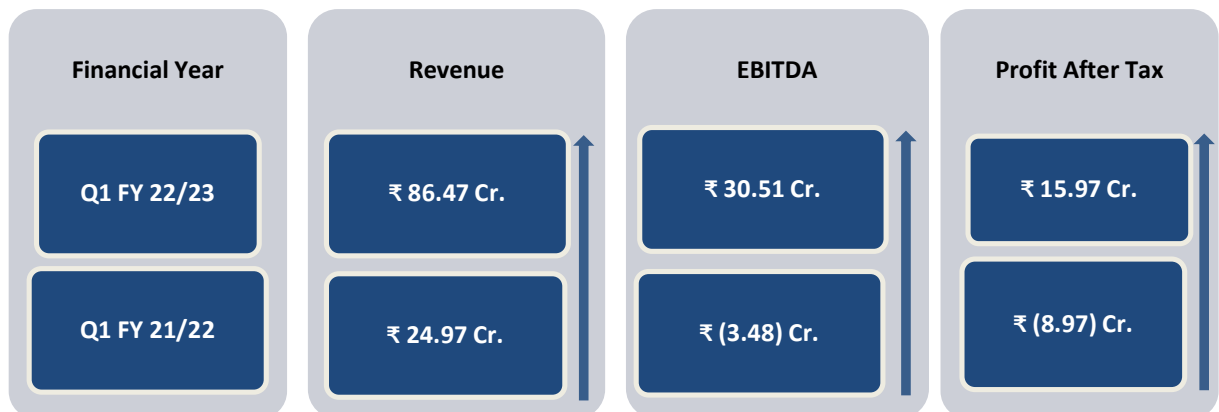 Financial Year
Revenue
EBITDA
Profit After Tax
Q1 FY 22/23
₹ 86.47 Cr.
₹ 30.51 Cr.
₹ 15.97 Cr.
Q1 FY 21/22
₹ 24.97 Cr.
₹ (3.48) Cr.
₹ (8.97) Cr.